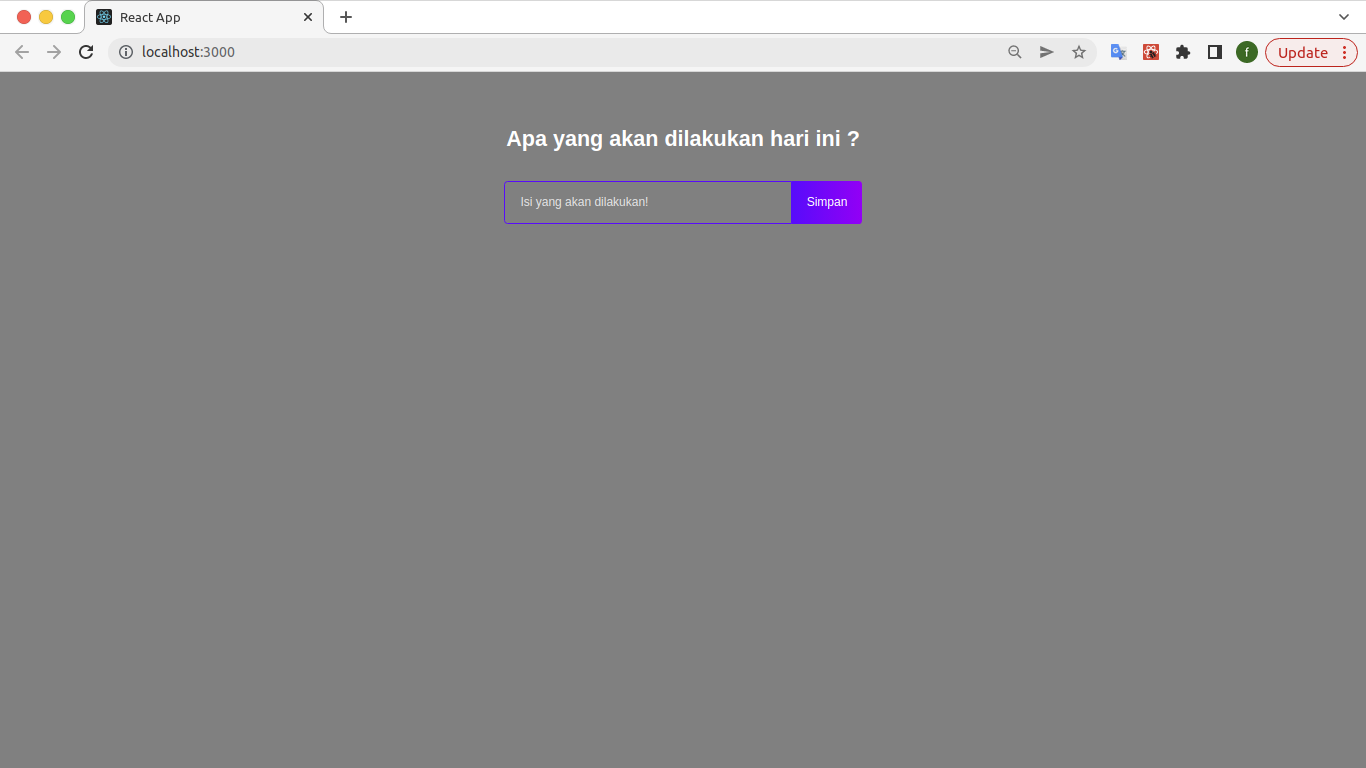 React App
localhost:3000
Update
Apa yang akan dilakukan hari ini ?
Isi yang akan dilakukan!
Simpan